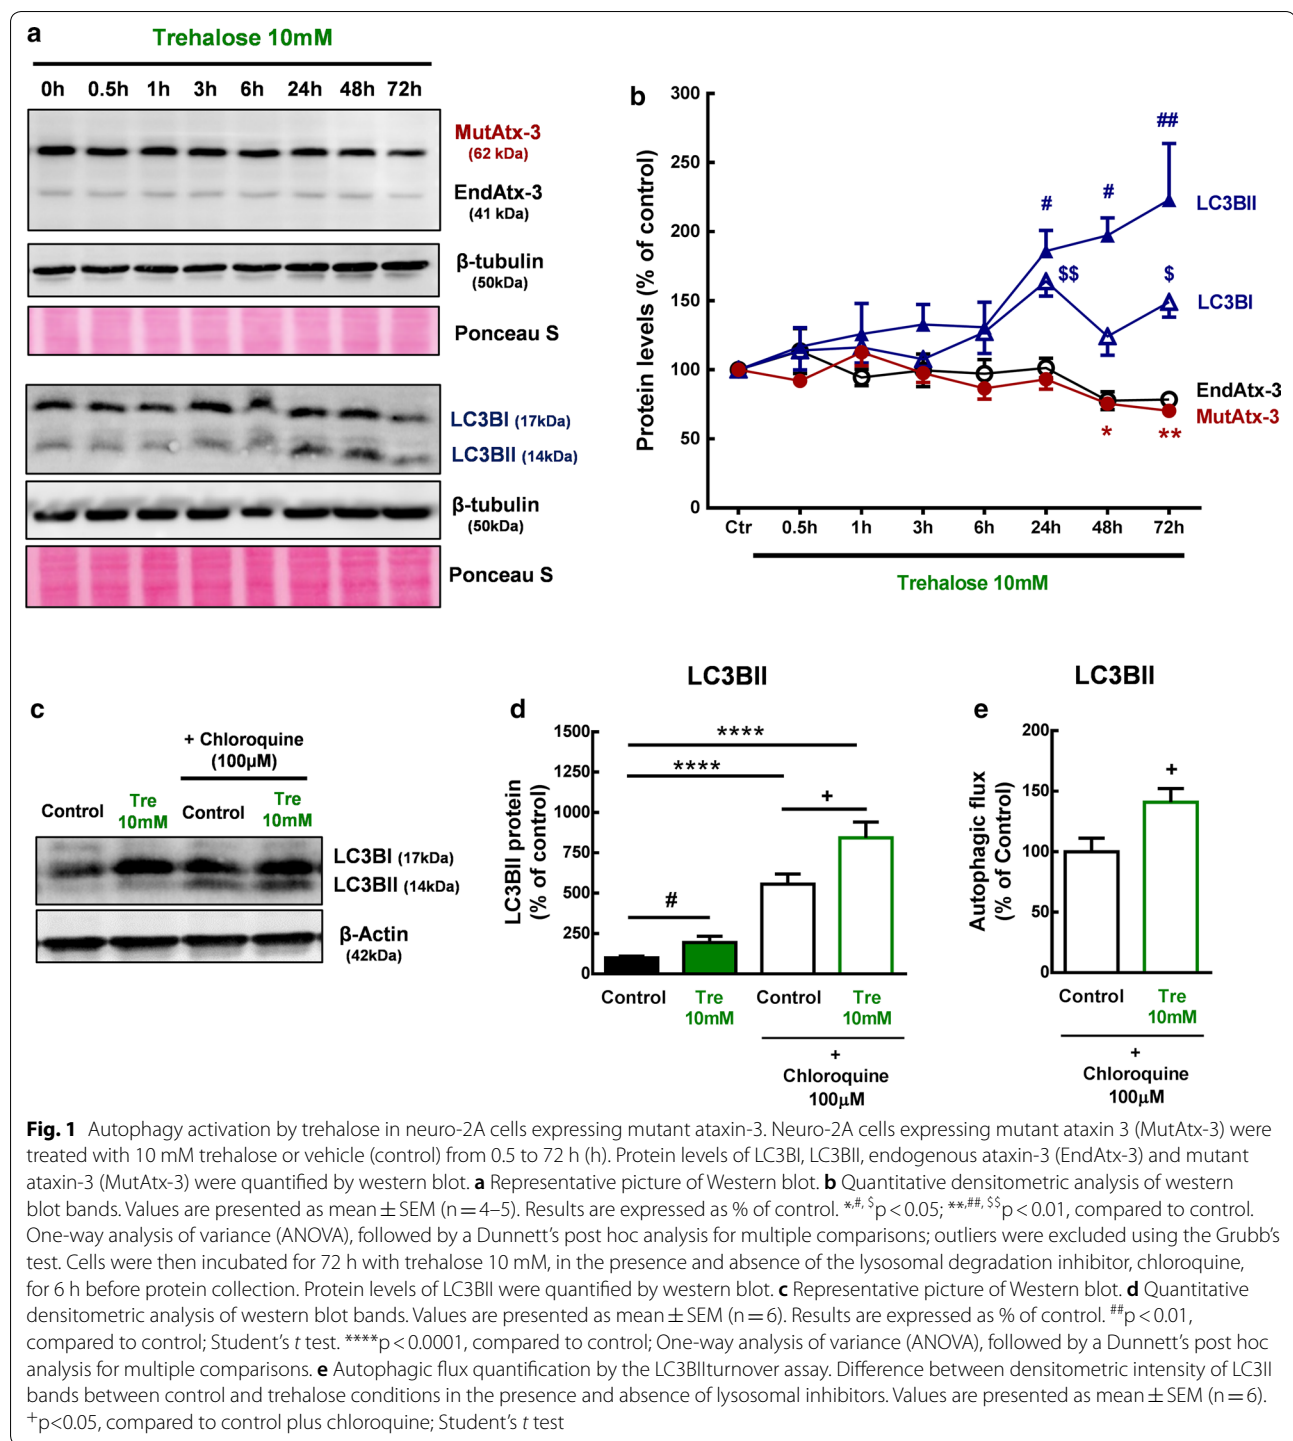 a
Trehalose 10mM
0h 0.5h 1h 3h 6h 24h 48h 72h
MutAtx-3
(62 kDa)
EndAtx-3
(41 kDa)
β-tubulin
(50kDa)
Ponceau S
LC3BI (17kDa)
LC3BII (14kDa)
β-tubulin
(50kDa)
Ponceau S
b
Protein levels (% of control)
300
250
200
150
100
50
0
##
#
#
$$
$
*
**
LC3BII
LC3BI
EndAtx-3
MutAtx-3
Ctr 0.5h 1h 3h 6h 24h 48h 72h
Trehalose 10mM
c
+ Chloroquine
(100μM)
Control Tre Control Tre
10mM 10mM
LC3BI (17kDa)
LC3BII (14kDa)
β-Actin
(42kDa)
LC3BII
d
LC3BII protein
(% of control)
1500
1250
1000
750
500
250
0
****
****
+
#
Control Tre Control Tre
10mM 10mM
+
Chloroquine
100μM
LC3BII
e
Autophagic flux
(% of Control)
200
150
100
50
0
+
Control Tre
10mM
+
Chloroquine
100μM
Fig. 1 Autophagy activation by trehalose in neuro-2A cells expressing mutant ataxin-3. Neuro-2A cells expressing mutant ataxin 3 (MutAtx-3) were
treated with 10 mM trehalose or vehicle (control) from 0.5 to 72 h (h). Protein levels of LC3BI, LC3BII, endogenous ataxin-3 (EndAtx-3) and mutant
ataxin-3 (MutAtx-3) were quantified by western blot. a Representative picture of Western blot. b Quantitative densitometric analysis of western
blot bands. Values are presented as mean ± SEM (n = 4–5). Results are expressed as % of control. *,#, $p < 0.05; **,##, $$p < 0.01, compared to control.
One-way analysis of variance (ANOVA), followed by a Dunnett's post hoc analysis for multiple comparisons; outliers were excluded using the Grubb's
test. Cells were then incubated for 72 h with trehalose 10 mM, in the presence and absence of the lysosomal degradation inhibitor, chloroquine,
for 6 h before protein collection. Protein levels of LC3BII were quantified by western blot. c Representative picture of Western blot. d Quantitative
densitometric analysis of western blot bands. Values are presented as mean ± SEM (n = 6). Results are expressed as % of control. ##p < 0.01,
compared to control; Student's t test. ****p < 0.0001, compared to control; One-way analysis of variance (ANOVA), followed by a Dunnett's post hoc
analysis for multiple comparisons. e Autophagic flux quantification by the LC3BIIturnover assay. Difference between densitometric intensity of LC3II
bands between control and trehalose conditions in the presence and absence of lysosomal inhibitors. Values are presented as mean ± SEM (n = 6).
+p<0.05, compared to control plus chloroquine; Student's t test